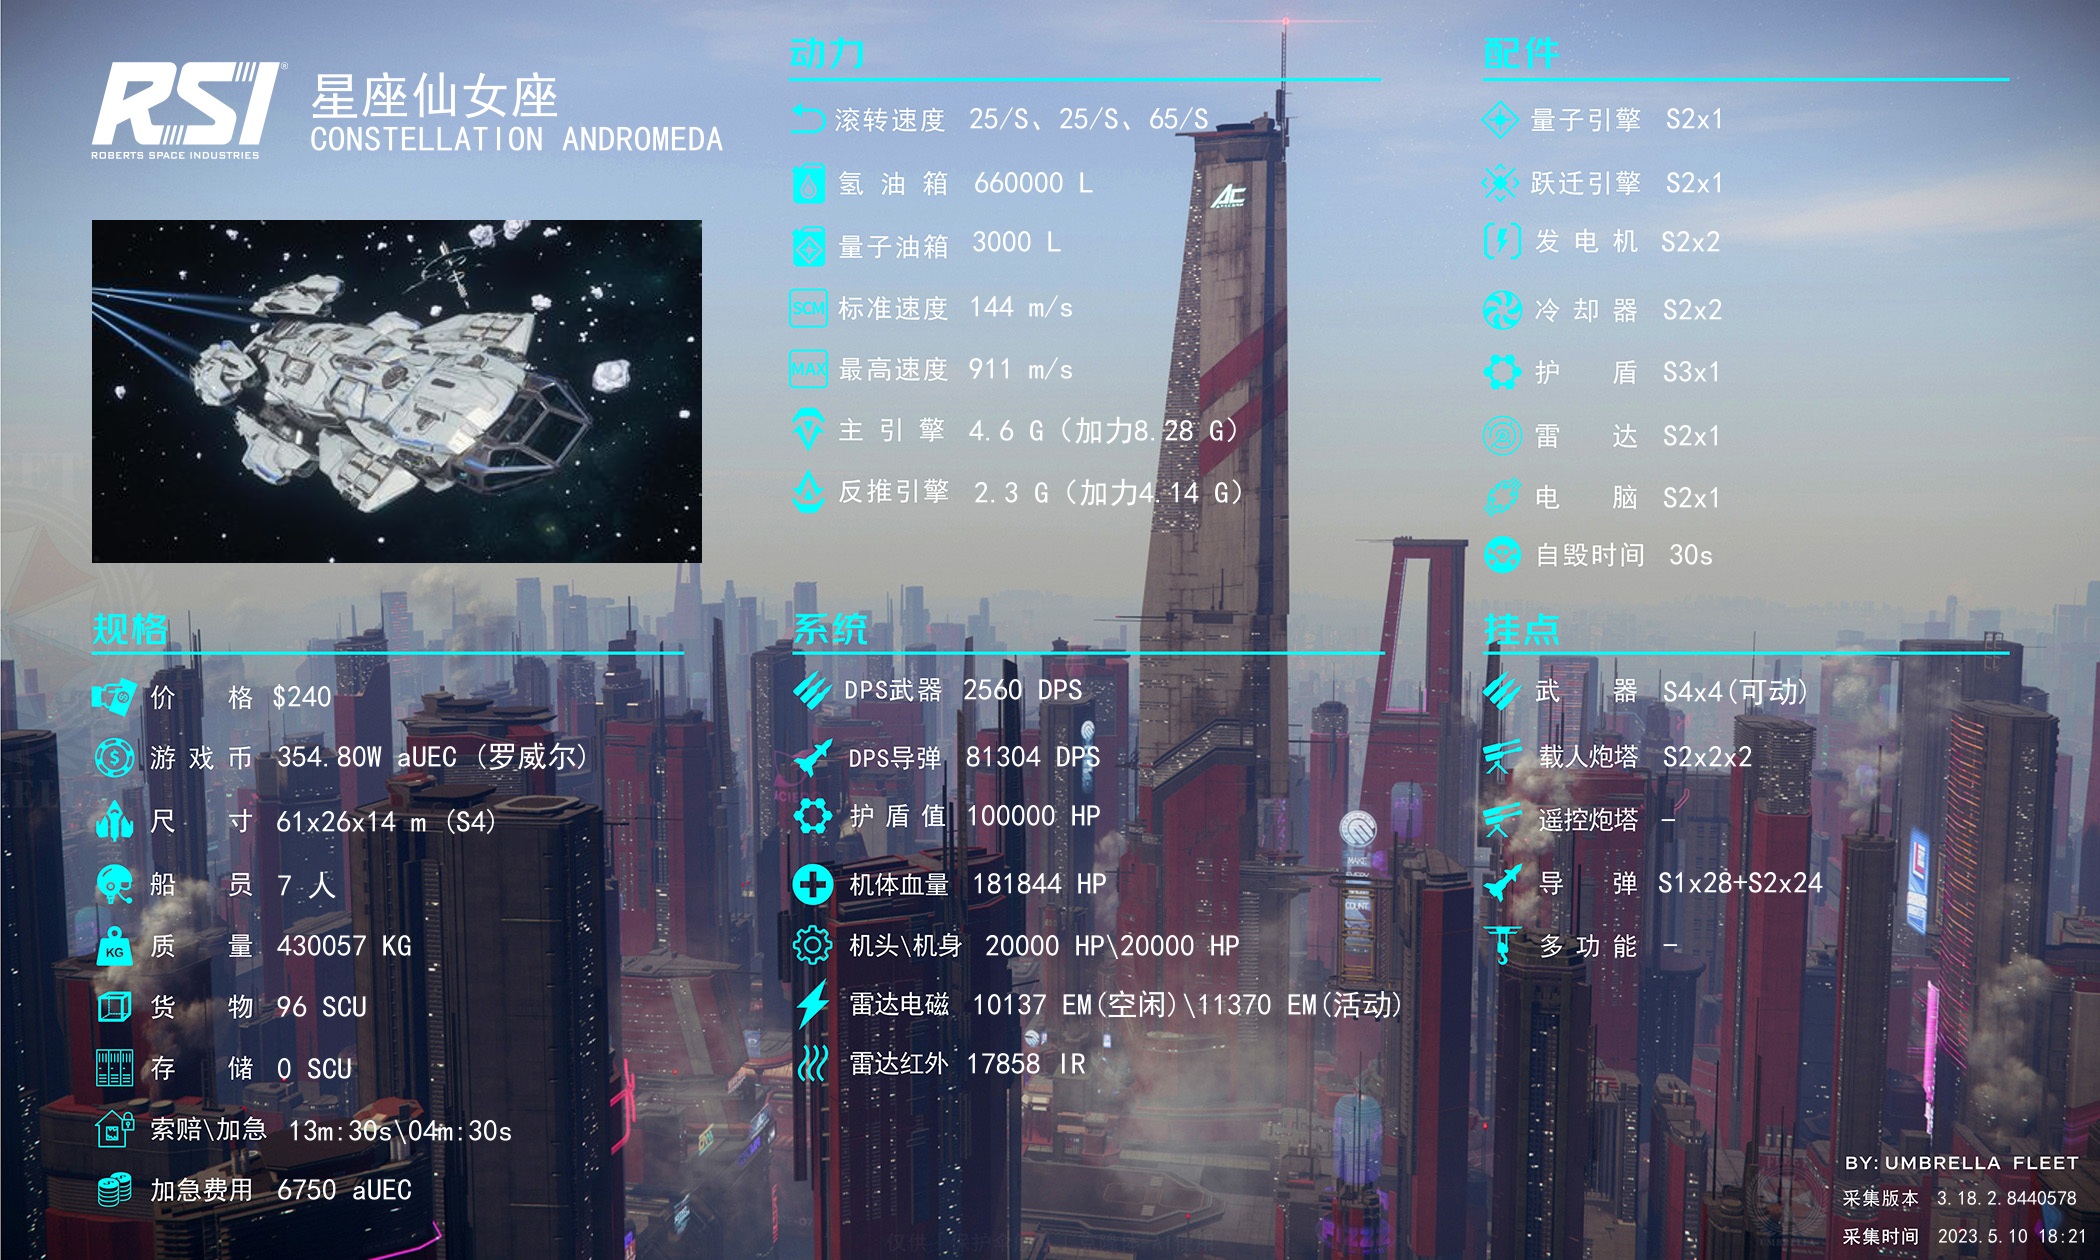 RSI®
ROBERTS SPACE INDUSTRIES
星座仙女座
CONSTELLATION ANDROMEDA
动力
滚转速度 25/S、25/S、65/S
氢油箱 660000 L
量子油箱 3000 L
SCM 标准速度 144 m/s
MAX 最高速度 911 m/s
主引擎 4.6 G（加力8.28 G）
反推引擎 2.3 G（加力4.14 G）
配件
量子引擎 S2x1
跃迁引擎 S2x1
发电机 S2x2
冷却器 S2x2
护盾 S3x1
雷达 S2x1
电脑 S2x1
自毁时间 30s
规格
价格 $240
游戏币 354.80W aUEC (罗威尔)
尺寸 61x26x14 m (S4)
船员 7 人
KG 质量 430057 KG
货物 96 SCU
存储 0 SCU
索赔\加急 13m:30s\04m:30s
加急费用 6750 aUEC
系统
DPS武器 2560 DPS
DPS导弹 81304 DPS
护盾值 100000 HP
机体血量 181844 HP
机头\机身 20000 HP\20000 HP
雷达电磁 10137 EM(空闲)\11370 EM(活动)
雷达红外 17858 IR
挂点
武器 S4x4(可动)
载人炮塔 S2x2x2
遥控炮塔 -
导弹 S1x28+S2x24
多功能 -
AC
MAKE
EVERY
COUNT
BY: UMBRELLA FLEET
采集版本 3.18.2.8440578
采集时间 2023.5.10 18:21